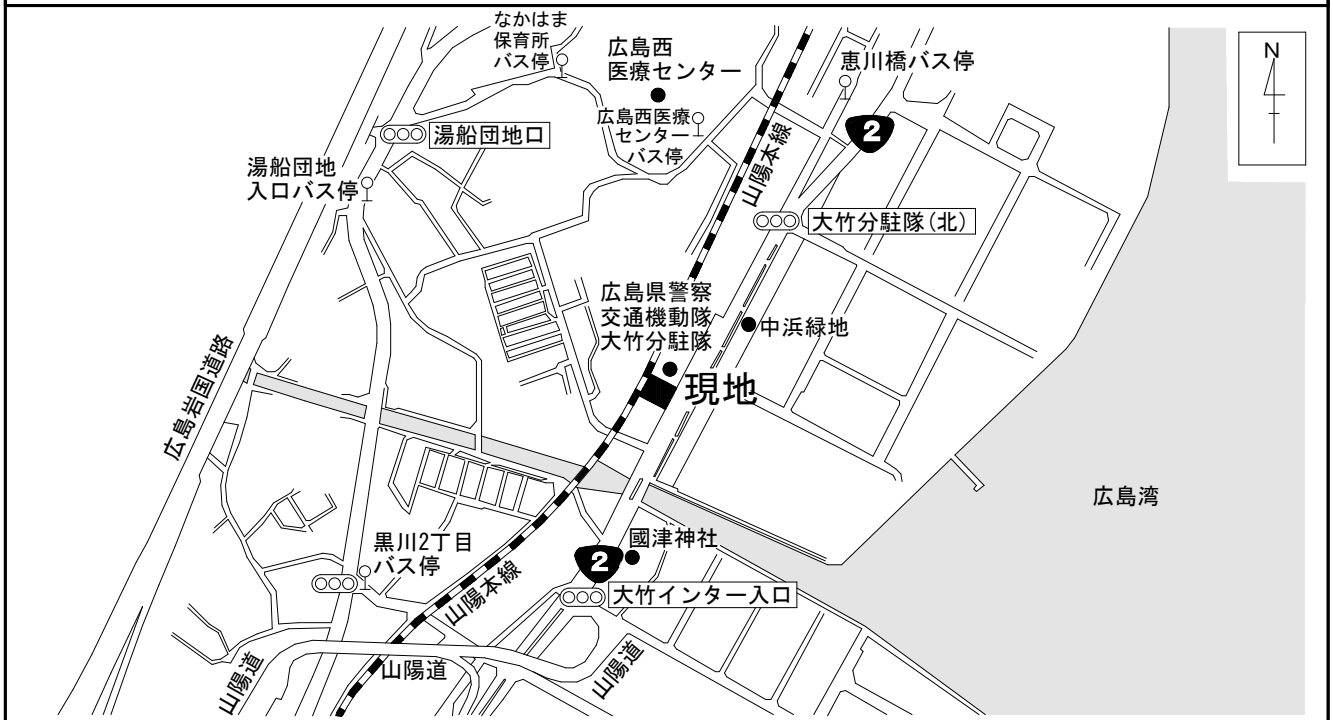 なかはま
保育所
バス停
広島西
医療センター
恵川橋バス停
N
2
広島西医療
センター
バス停
湯船団地口
山陽本線
湯船団地
入口バス停
大竹分駐隊(北)
広島県警察
交通機動隊
大竹分駐隊
中浜緑地
現地
広島岩国道路
広島湾
黒川2丁目
バス停
國津神社
2
山陽本線
大竹インター入口
山陽道
山陽道
山陽道